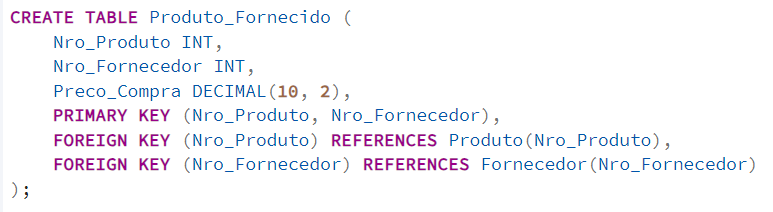 CREATE TABLE Produto_Fornecido (
    Nro_Produto INT,
    Nro_Fornecedor INT,
    Preco_Compra DECIMAL(10, 2),
    PRIMARY KEY (Nro_Produto, Nro_Fornecedor),
    FOREIGN KEY (Nro_Produto) REFERENCES Produto(Nro_Produto),
    FOREIGN KEY (Nro_Fornecedor) REFERENCES Fornecedor(Nro_Fornecedor)
);